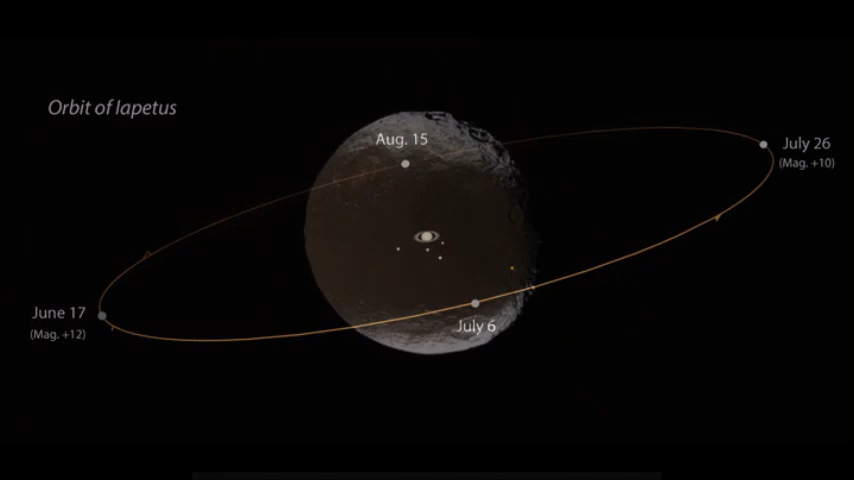 Orbit of Iapetus
Aug. 15
July 26
(Mag. +10)
June 17
(Mag. +12)
July 6